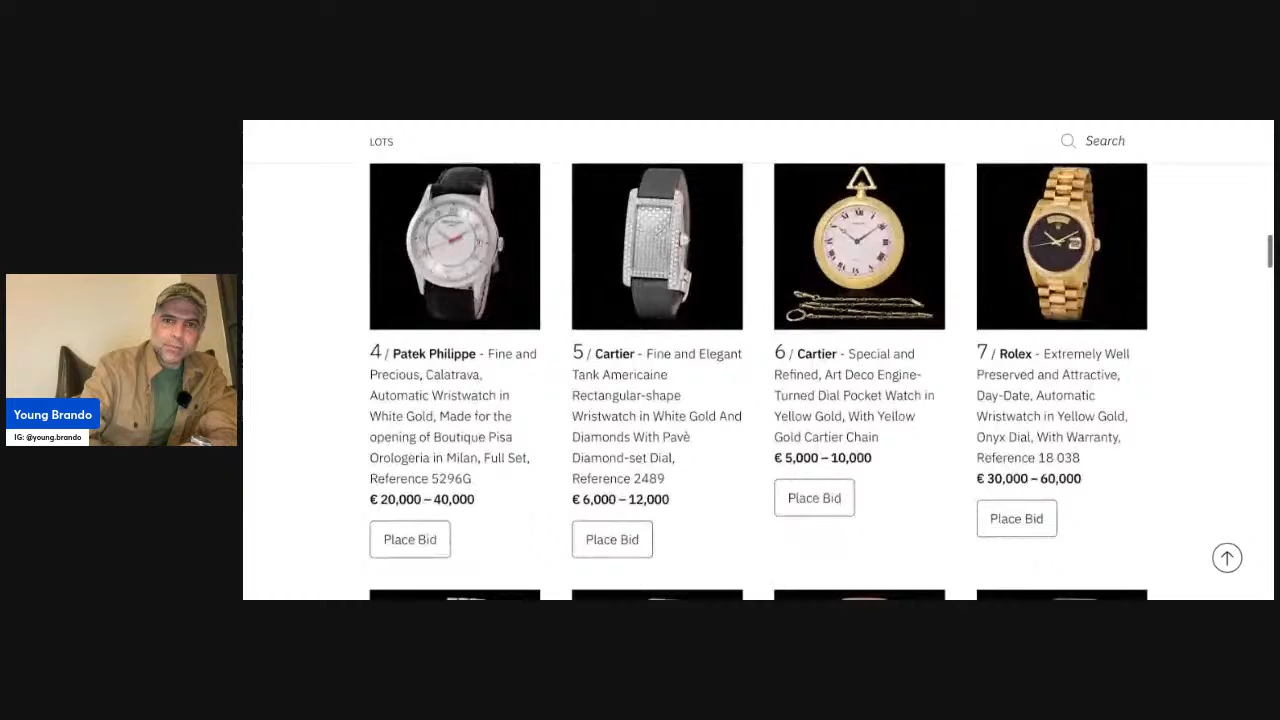 LOTS
Search
4 / Patek Philippe - Fine and
Precious, Calatrava,
Automatic Wristwatch in
White Gold, Made for the
opening of Boutique Pisa
Orologeria in Milan, Full Set,
Reference 5296G
€ 20,000 – 40,000
Place Bid
5 / Cartier - Fine and Elegant
Tank Americaine
Rectangular-shape
Wristwatch in White Gold And
Diamonds With Pavè
Diamond-set Dial,
Reference 2489
€ 6,000 – 12,000
Place Bid
6 / Cartier - Special and
Refined, Art Deco Engine-
Turned Dial Pocket Watch in
Yellow Gold, With Yellow
Gold Cartier Chain
€ 5,000 – 10,000
Place Bid
7 / Rolex - Extremely Well
Preserved and Attractive,
Day-Date, Automatic
Wristwatch in Yellow Gold,
Onyx Dial, With Warranty,
Reference 18 038
€ 30,000 – 60,000
Place Bid
Young Brando
IG: @young.brando